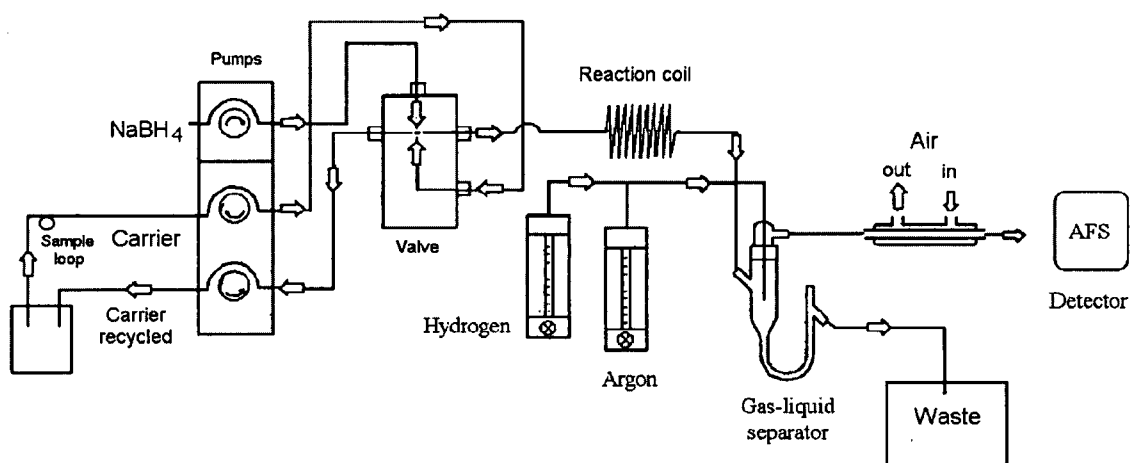 Pumps
NaBH4
Reaction coil
Air
out in
Valve
Carrier
Sample
loop
Carrier
recycled
Hydrogen
Argon
AFS
Detector
Gas-liquid
separator
Waste